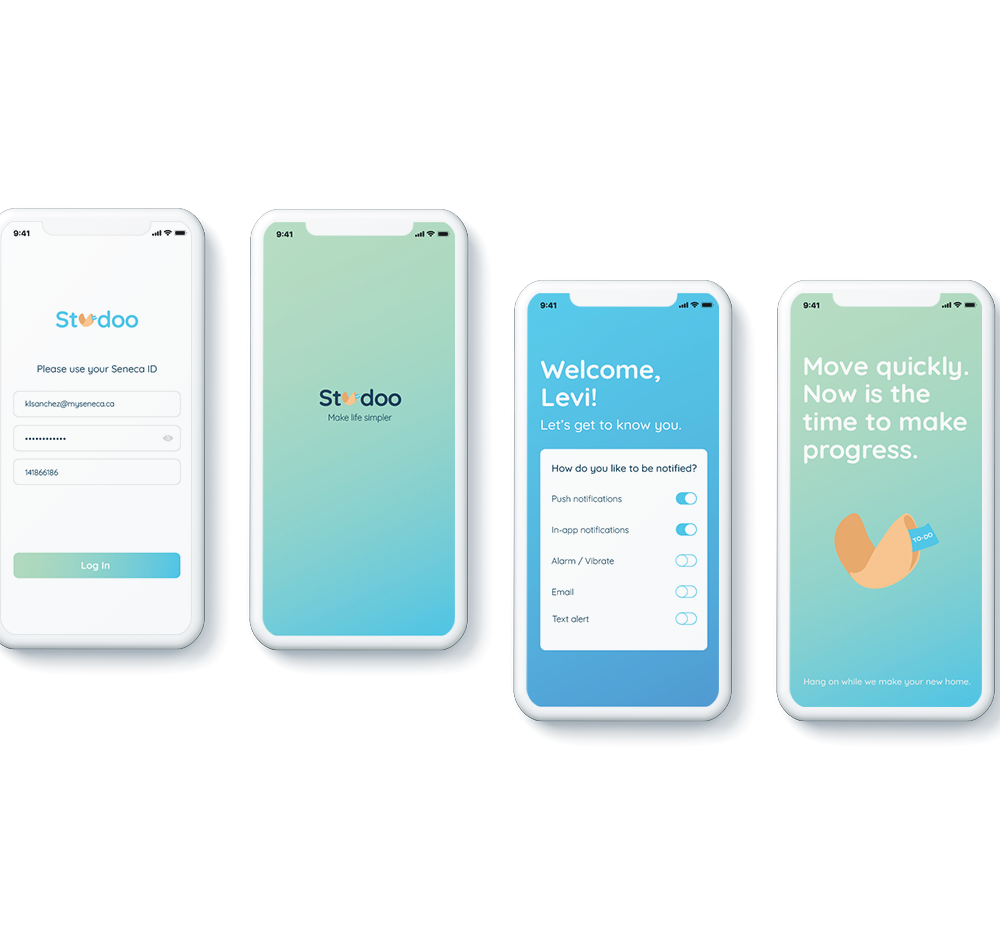 9:41
Studoo
Please use your Seneca ID
klsanchez@myseneca.ca
••••••••••••
141866186
Log In
9:41
Studoo
Make life simpler
9:41
Welcome,
Levi!
Let's get to know you.
How do you like to be notified?
Push notifications
In-app notifications
Alarm / Vibrate
Email
Text alert
9:41
Move quickly.
Now is the
time to make
progress.
TO-DO
Hang on while we make your new home.